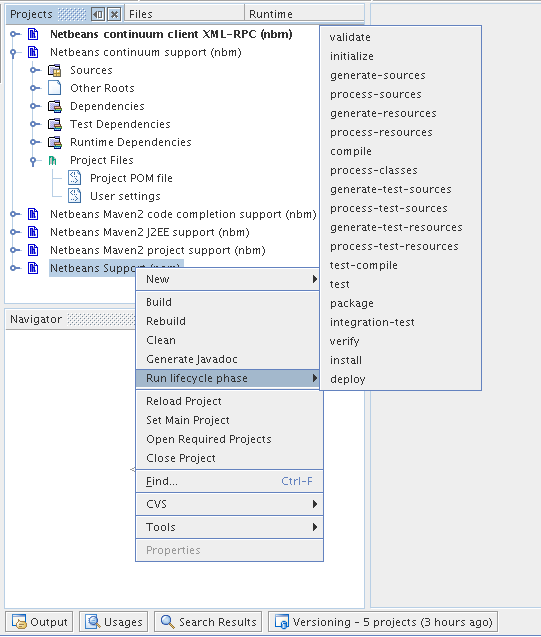 Projects
Files
Runtime
Netbeans continuum client XML-RPC (nbm)
Netbeans continuum support (nbm)
Sources
Other Roots
Dependencies
Test Dependencies
Runtime Dependencies
Project Files
Project POM file
User settings
Netbeans Maven2 code completion support (nbm)
Netbeans Maven2 J2EE support (nbm)
Netbeans Maven2 project support (nbm)
Netbeans Support (nbm)
Navigator
New
Build
Rebuild
Clean
Generate Javadoc
Run lifecycle phase
Reload Project
Set Main Project
Open Required Projects
Close Project
Find... Ctrl-F
CVS
Tools
Properties
validate
initialize
generate-sources
process-sources
generate-resources
process-resources
compile
process-classes
generate-test-sources
process-test-sources
generate-test-resources
process-test-resources
test-compile
test
package
integration-test
verify
install
deploy
Output
Usages
Search Results
Versioning - 5 projects (3 hours ago)